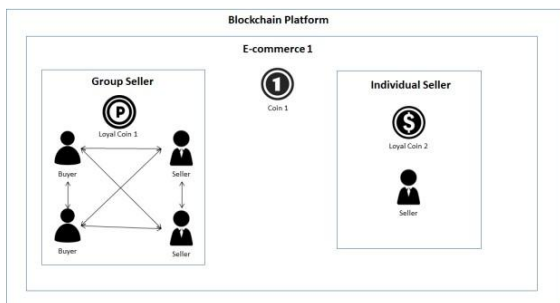 Blockchain Platform
E-commerce 1
Group Seller
P
Loyal Coin 1
Buyer
Seller
Buyer
Seller
1
Coin 1
Individual Seller
$
Loyal Coin 2
Seller